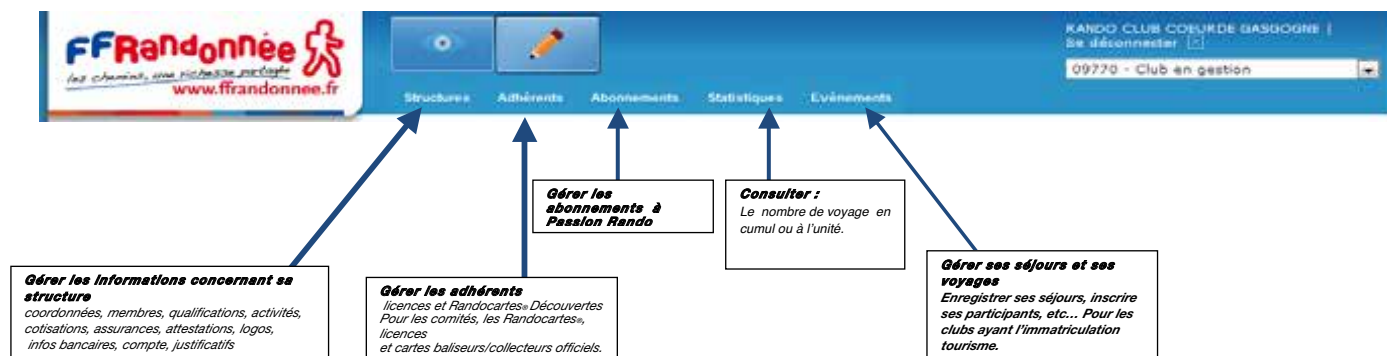 FFRandonnée
les chemins, une richesse partagée
www.ffrandonnee.fr
RANDO CLUB COEURDE GASGOGNE |
Se déconnecter
09770 - Club en gestion
Structures Adhérents Abonnements Statistiques Evénements
Gérer les abonnements à
Passion Rando
Consulter :
Le nombre de voyage en
cumul ou à l'unité.
Gérer les informations concernant sa
structure
coordonnées, membres, qualifications, activités,
cotisations, assurances, attestations, logos,
infos bancaires, compte, justificatifs
Gérer les adhérents
licences et Randocartes® Découvertes
Pour les comités, les Randocartes®,
licences
et cartes baliseurs/collecteurs officiels.
Gérer ses séjours et ses
voyages
Enregistrer ses séjours, inscrire
ses participants, etc... Pour les
clubs ayant l'immatriculation
tourisme.